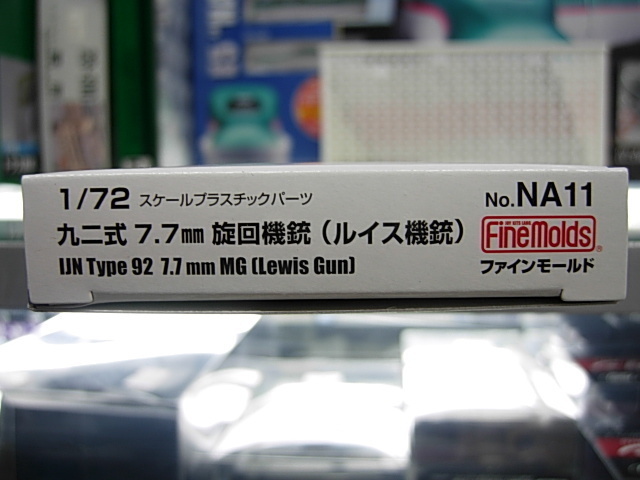 1/72 スケールプラスチックパーツ
No.NA11
九二式 7.7㎜ 旋回機銃（ルイス機銃）
IJN Type 92 7.7 mm MG (Lewis Gun)
FineMolds®
ファインモールド